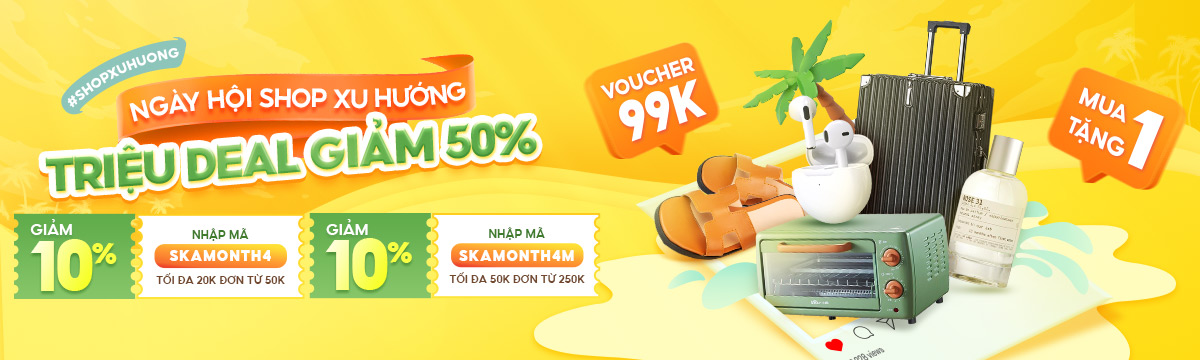 #SHOPXUHUONG
NGÀY HỘI SHOP XU HƯỚNG
TRIỆU DEAL GIẢM 50%
GIẢM
10%
NHẬP MÃ
SKAMONTH4
TỐI ĐA 20K ĐƠN TỪ 50K
GIẢM
10%
NHẬP MÃ
SKAMONTH4M
TỐI ĐA 50K ĐƠN TỪ 250K
VOUCHER
99K
MUA
TẶNG 1
ROSE 31
views